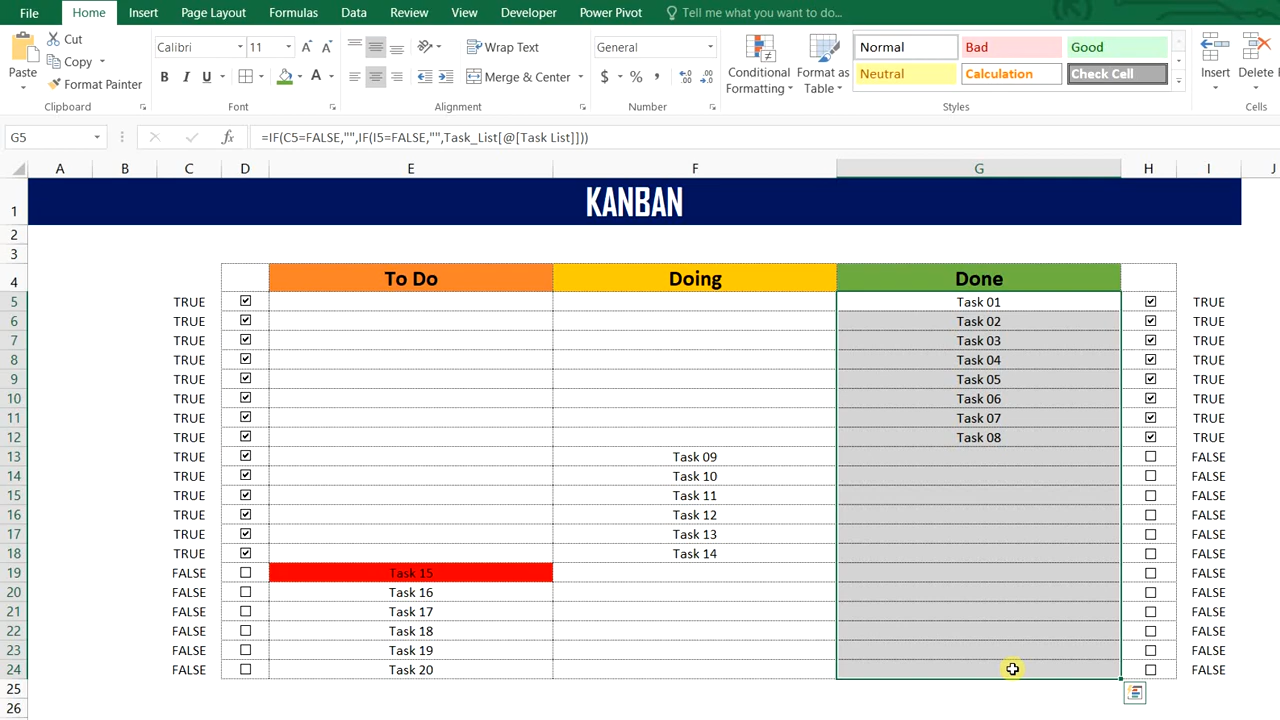 File Home Insert Page Layout Formulas Data Review View Developer Power Pivot Tell me what you want to do...
Paste Cut Copy Format Painter Clipboard
Calibri 11 A A B I U A Font
Wrap Text Merge & Center Alignment
General $ % , Number
Conditional Formatting Format as Table
Normal Bad Good
Neutral Calculation Check Cell
Styles
Insert Delete Cells
G5 fx =IF(C5=FALSE,"",IF(I5=FALSE,"",Task_List[@[Task List]]))
A B C D E F G H I J
1 KANBAN
2
3
4 To Do Doing Done
5 TRUE Task 01 TRUE
6 TRUE Task 02 TRUE
7 TRUE Task 03 TRUE
8 TRUE Task 04 TRUE
9 TRUE Task 05 TRUE
10 TRUE Task 06 TRUE
11 TRUE Task 07 TRUE
12 TRUE Task 08 TRUE
13 TRUE Task 09 FALSE
14 TRUE Task 10 FALSE
15 TRUE Task 11 FALSE
16 TRUE Task 12 FALSE
17 TRUE Task 13 FALSE
18 TRUE Task 14 FALSE
19 FALSE Task 15 FALSE
20 FALSE Task 16 FALSE
21 FALSE Task 17 FALSE
22 FALSE Task 18 FALSE
23 FALSE Task 19 FALSE
24 FALSE Task 20 FALSE
25
26